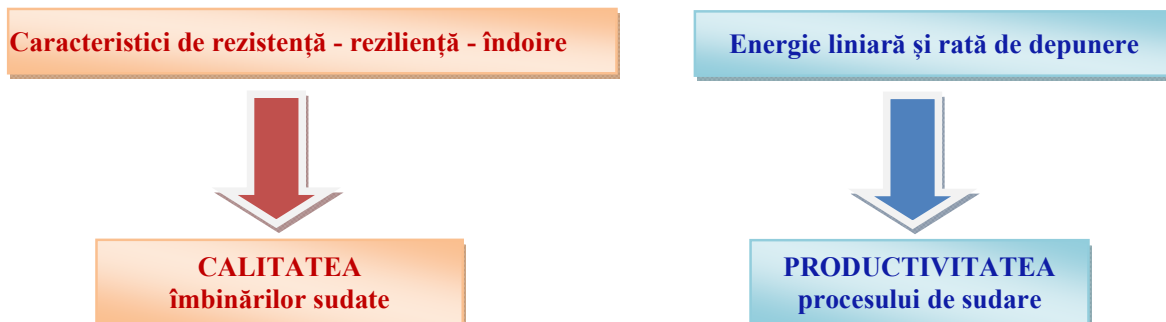 Caracteristici de rezistență - reziliență - îndoire
Energie liniară și rată de depunere
CALITATEA
îmbinărilor sudate
PRODUCTIVITATEA
procesului de sudare